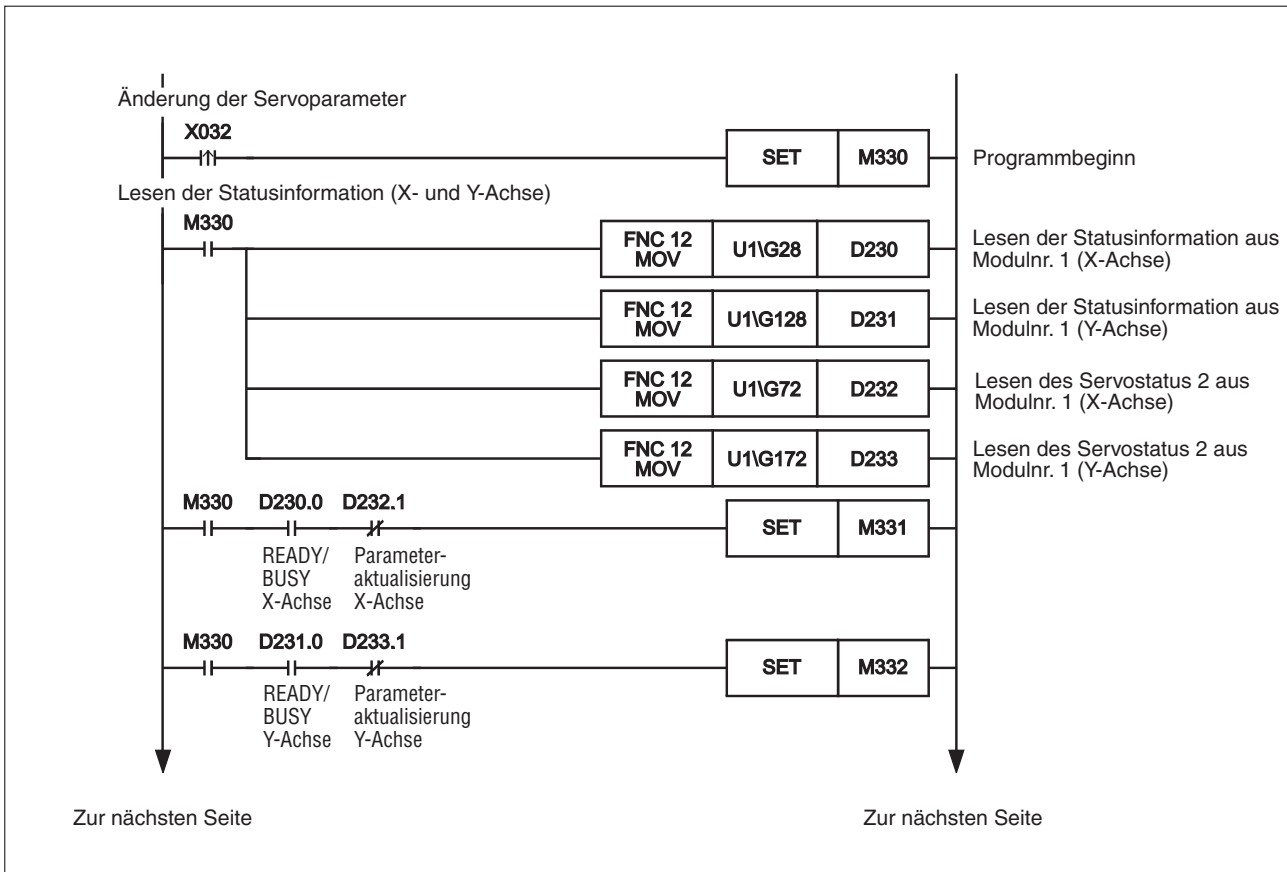 Änderung der Servoparameter
X032
SET M330 Programmbeginn
Lesen der Statusinformation (X- und Y-Achse)
M330
FNC 12
MOV
U1\G28 D230
Lesen der Statusinformation aus
Modulnr. 1 (X-Achse)
FNC 12
MOV
U1\G128 D231
Lesen der Statusinformation aus
Modulnr. 1 (Y-Achse)
FNC 12
MOV
U1\G72 D232
Lesen des Servostatus 2 aus
Modulnr. 1 (X-Achse)
FNC 12
MOV
U1\G172 D233
Lesen des Servostatus 2 aus
Modulnr. 1 (Y-Achse)
M330 D230.0 D232.1
SET M331
READY/
BUSY
X-Achse
Parameter-
aktualisierung
X-Achse
M330 D231.0 D233.1
SET M332
READY/
BUSY
Y-Achse
Parameter-
aktualisierung
Y-Achse
Zur nächsten Seite
Zur nächsten Seite